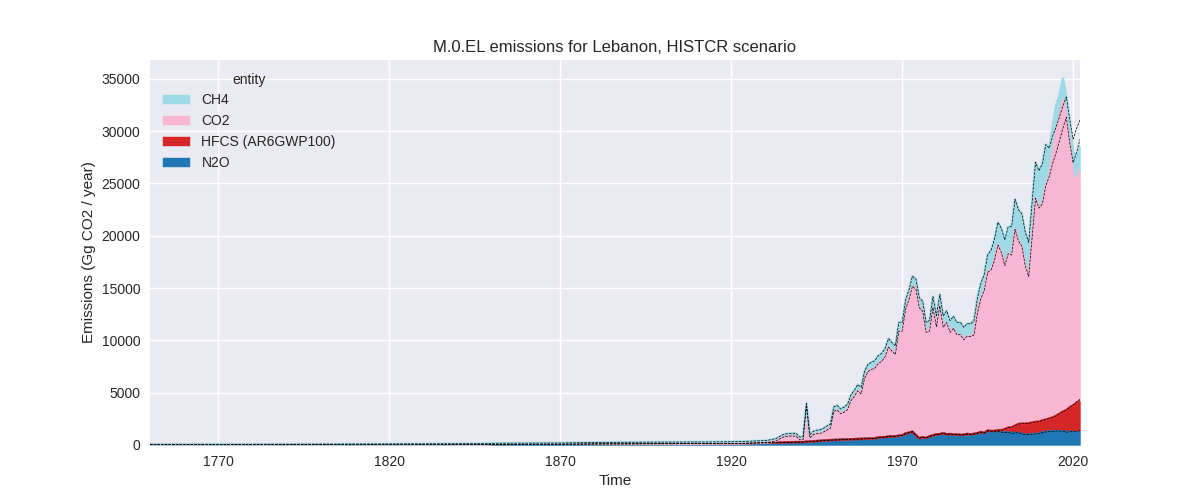 M.0.EL emissions for Lebanon, HISTCR scenario
entity
CH4
CO2
HFCS (AR6GWP100)
N2O
Emissions (Gg CO2 / year)
35000
30000
25000
20000
15000
10000
5000
0
1770
1820
1870
1920
1970
2020
Time